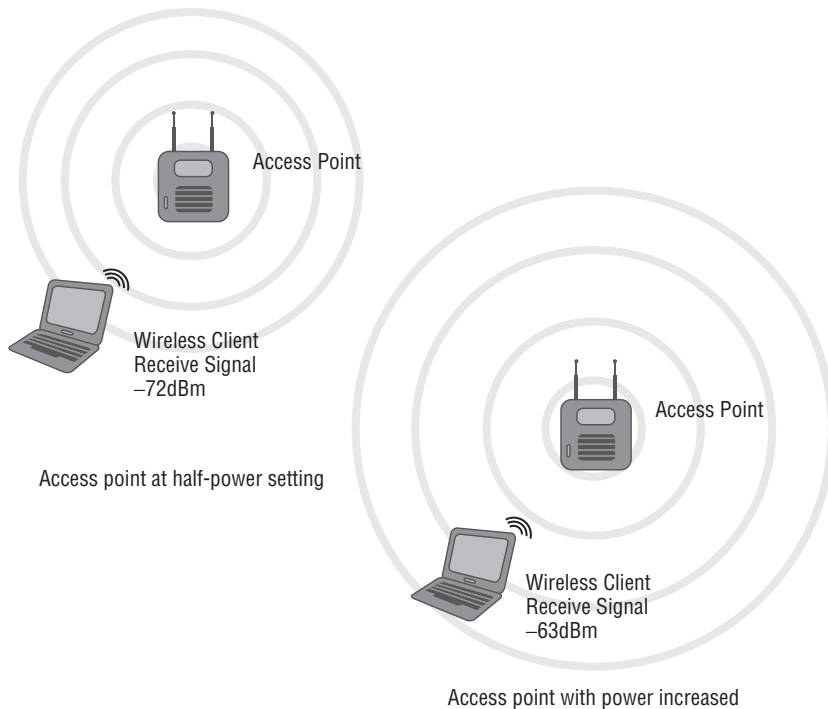 Access Point
Wireless Client
Receive Signal
–72dBm
Access point at half-power setting
Access Point
Wireless Client
Receive Signal
–63dBm
Access point with power increased